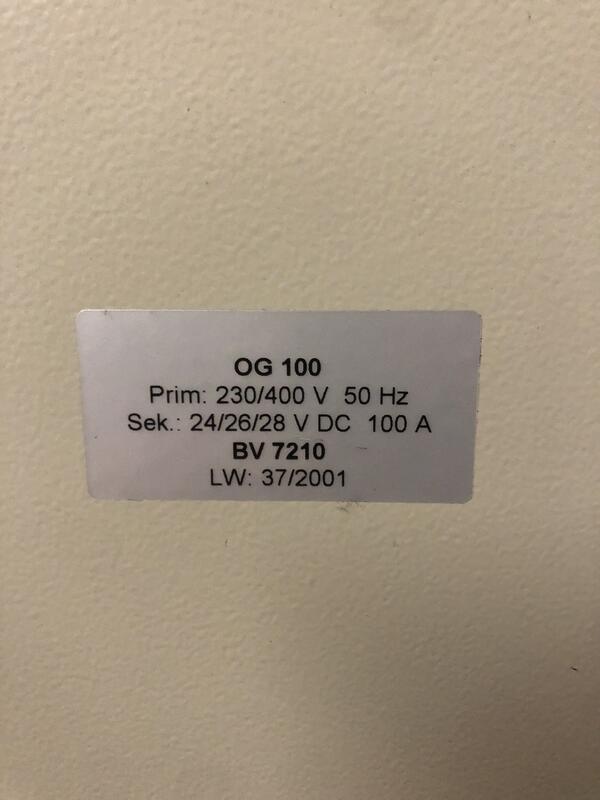 OG 100
Prim: 230/400 V 50 Hz
Sek.: 24/26/28 V DC 100 A
BV 7210
LW: 37/2001